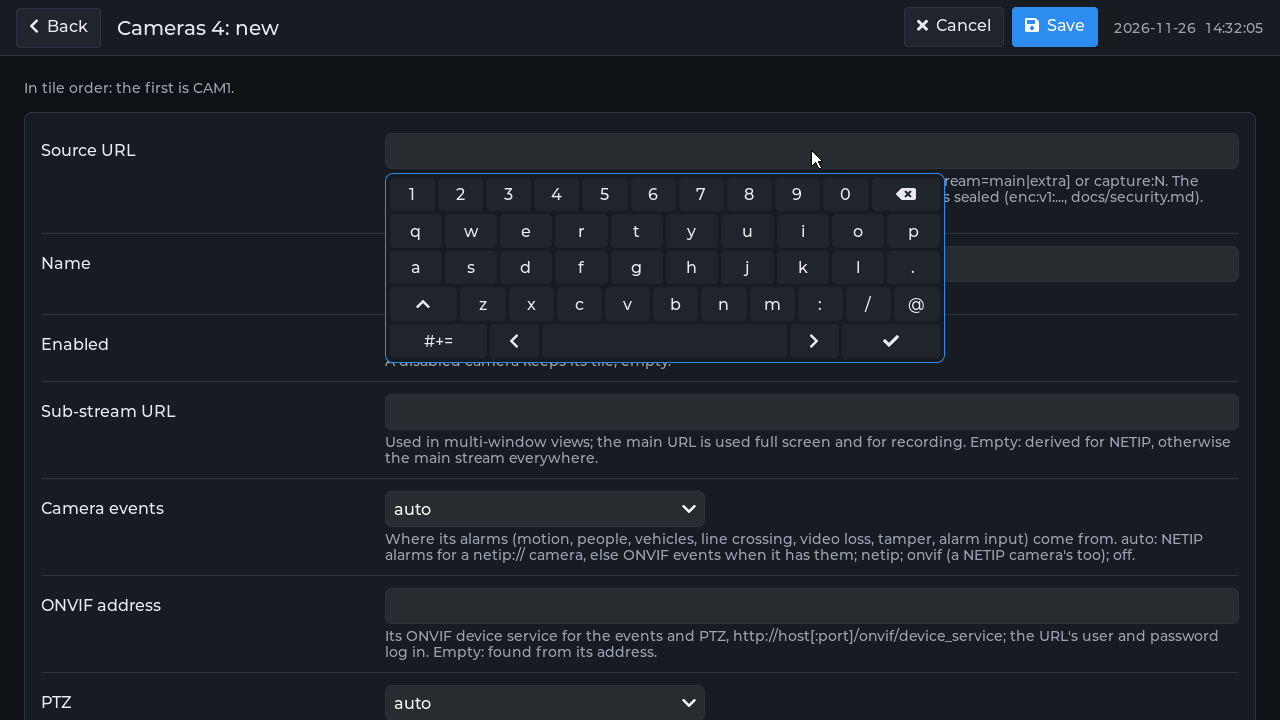 Back
Cameras 4: new
Cancel
Save
2026-11-26 14:32:05
In tile order: the first is CAM1.
Source URL
ream=main|extra] or capture:N. The
s sealed (enc:v1:..., docs/security.md).
1 2 3 4 5 6 7 8 9 0
q w e r t y u i o p
a s d f g h j k l .
z x c v b n m : / @
#+=
Name
Enabled
A disabled camera keeps its tile, empty.
Sub-stream URL
Used in multi-window views; the main URL is used full screen and for recording. Empty: derived for NETIP, otherwise
the main stream everywhere.
Camera events
auto
Where its alarms (motion, people, vehicles, line crossing, video loss, tamper, alarm input) come from. auto: NETIP
alarms for a netip:// camera, else ONVIF events when it has them; netip; onvif (a NETIP camera's too); off.
ONVIF address
Its ONVIF device service for the events and PTZ, http://host[:port]/onvif/device_service; the URL's user and password
log in. Empty: found from its address.
PTZ
auto